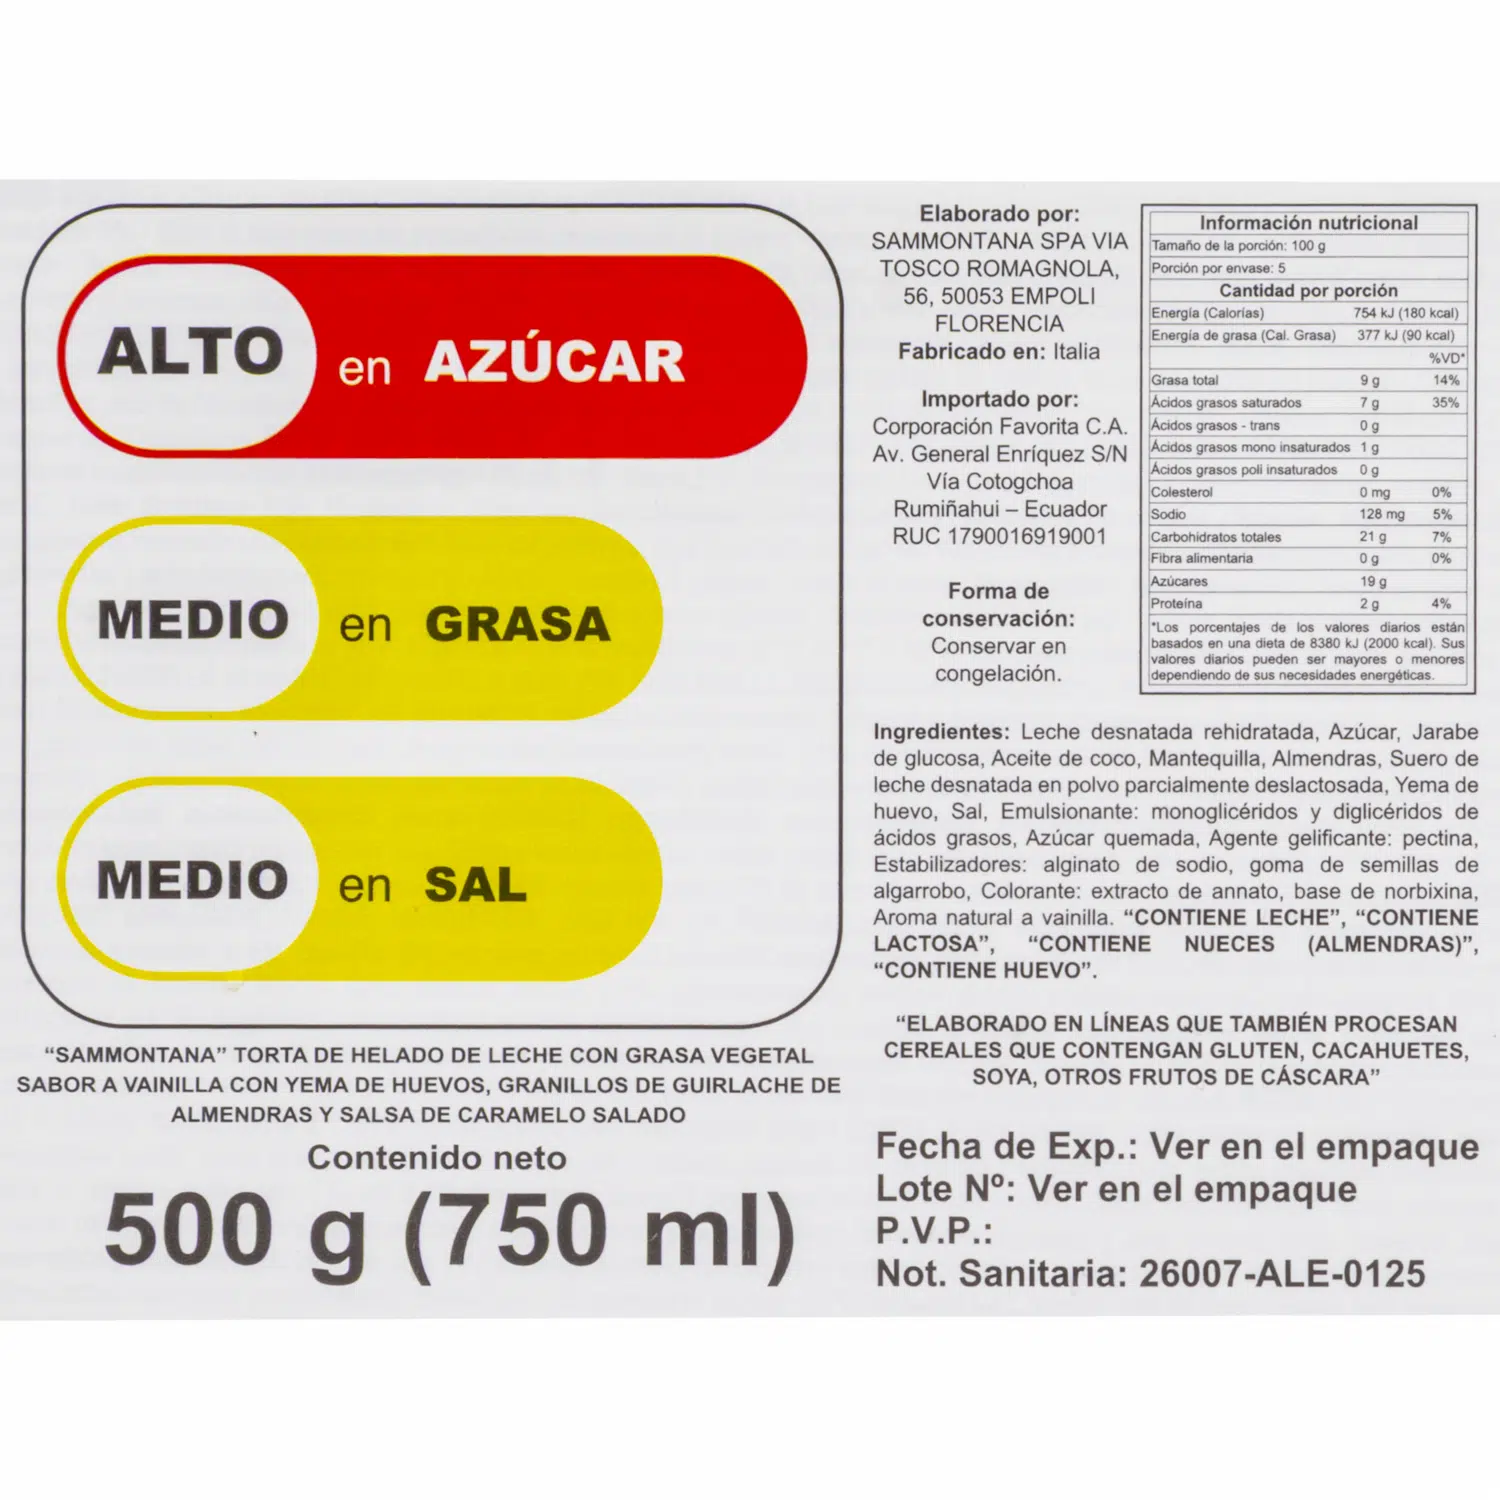 ALTO en AZÚCAR
MEDIO en GRASA
MEDIO en SAL
“SAMMONTANA” TORTA DE HELADO DE LECHE CON GRASA VEGETAL
SABOR A VAINILLA CON YEMA DE HUEVOS, GRANILLOS DE GUIRLACHE DE
ALMENDRAS Y SALSA DE CARAMELO SALADO
Contenido neto
500 g (750 ml)
Elaborado por:
SAMMONTANA SPA VIA
TOSCO ROMAGNOLA,
56, 50053 EMPOLI
FLORENCIA
Fabricado en: Italia
Importado por:
Corporación Favorita C.A.
Av. General Enríquez S/N
Vía Cotogchoa
Rumiñahui – Ecuador
RUC 1790016919001
Forma de
conservación:
Conservar en
congelación.
Información nutricional
Tamaño de la porción: 100 g
Porción por envase: 5
Cantidad por porción
Energía (Calorías) 754 kJ (180 kcal)
Energía de grasa (Cal. Grasa) 377 kJ (90 kcal)
%VD*
Grasa total 9 g 14%
Ácidos grasos saturados 7 g 35%
Ácidos grasos - trans 0 g
Ácidos grasos mono insaturados 1 g
Ácidos grasos poli insaturados 0 g
Colesterol 0 mg 0%
Sodio 128 mg 5%
Carbohidratos totales 21 g 7%
Fibra alimentaria 0 g 0%
Azúcares 19 g
Proteína 2 g 4%
*Los porcentajes de los valores diarios están
basados en una dieta de 8380 kJ (2000 kcal). Sus
valores diarios pueden ser mayores o menores
dependiendo de sus necesidades energéticas.
Ingredientes: Leche desnatada rehidratada, Azúcar, Jarabe
de glucosa, Aceite de coco, Mantequilla, Almendras, Suero de
leche desnatada en polvo parcialmente deslactosada, Yema de
huevo, Sal, Emulsionante: monoglicéridos y diglicéridos de
ácidos grasos, Azúcar quemada, Agente gelificante: pectina,
Estabilizadores: alginato de sodio, goma de semillas de
algarrobo, Colorante: extracto de annato, base de norbixina,
Aroma natural a vainilla. “CONTIENE LECHE”, “CONTIENE
LACTOSA”, “CONTIENE NUECES (ALMENDRAS)”,
“CONTIENE HUEVO”.
“ELABORADO EN LÍNEAS QUE TAMBIÉN PROCESAN
CEREALES QUE CONTENGAN GLUTEN, CACAHUETES,
SOYA, OTROS FRUTOS DE CÁSCARA”
Fecha de Exp.: Ver en el empaque
Lote Nº: Ver en el empaque
P.V.P.:
Not. Sanitaria: 26007-ALE-0125